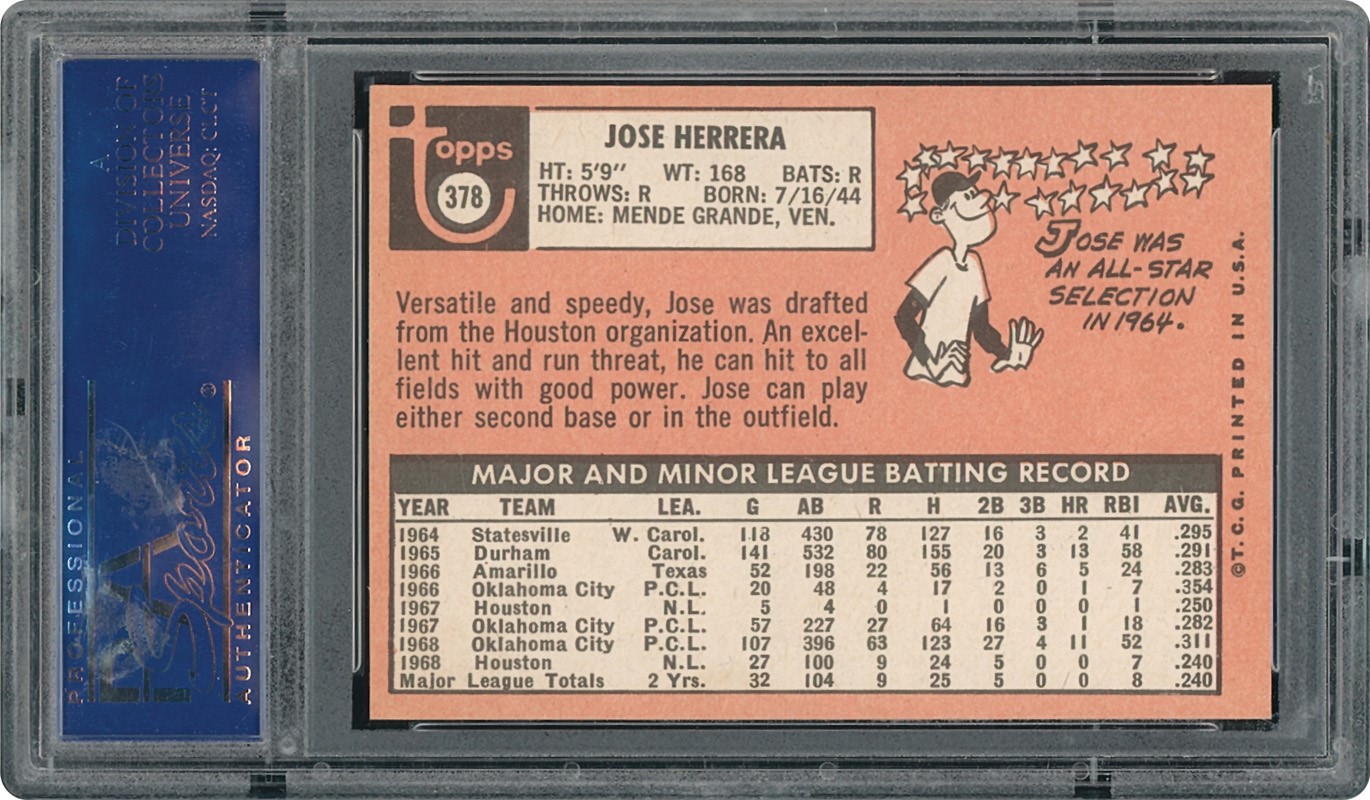 A
DIVISION OF
COLLECTORS
UNIVERSE
NASDAQ: CLCT
PROFESSIONAL
Sports
®
AUTHENTICATOR
topps
378
JOSE HERRERA
HT: 5'9" WT: 168 BATS: R
THROWS: R BORN: 7/16/44
HOME: MENDE GRANDE, VEN.
JOSE WAS
AN ALL-STAR
SELECTION
IN 1964.
Versatile and speedy, Jose was drafted
from the Houston organization. An excel-
lent hit and run threat, he can hit to all
fields with good power. Jose can play
either second base or in the outfield.
MAJOR AND MINOR LEAGUE BATTING RECORD
YEAR TEAM LEA. G AB R H 2B 3B HR RBI AVG.
1964 Statesville W. Carol. 118 430 78 127 16 3 2 41 .295
1965 Durham Carol. 141 532 80 155 20 3 13 58 .291
1966 Amarillo Texas 52 198 22 56 13 6 5 24 .283
1966 Oklahoma City P.C.L. 20 48 4 17 2 0 1 7 .354
1967 Houston N.L. 5 4 0 1 0 0 0 1 .250
1967 Oklahoma City P.C.L. 57 227 27 64 16 3 1 18 .282
1968 Oklahoma City P.C.L. 107 396 63 123 27 4 11 52 .311
1968 Houston N.L. 27 100 9 24 5 0 0 7 .240
Major League Totals 2 Yrs. 32 104 9 25 5 0 0 8 .240
©T.C.G. PRINTED IN U.S.A.